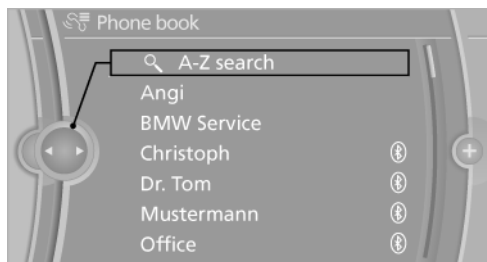 Phone book
A-Z search
Angi
BMW Service
Christoph
Dr. Tom
Mustermann
Office